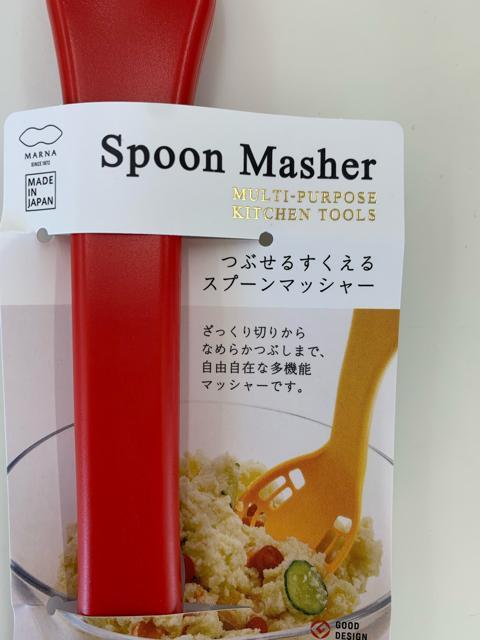 MARNA
SINCE 1872
MADE
IN
JAPAN
Spoon Masher
MULTI-PURPOSE
KITCHEN TOOLS
つぶせるすくえる
スプーンマッシャー
ざっくり切りから
なめらかつぶしまで、
自由自在な多機能
マッシャーです。
GOOD
DESIGN